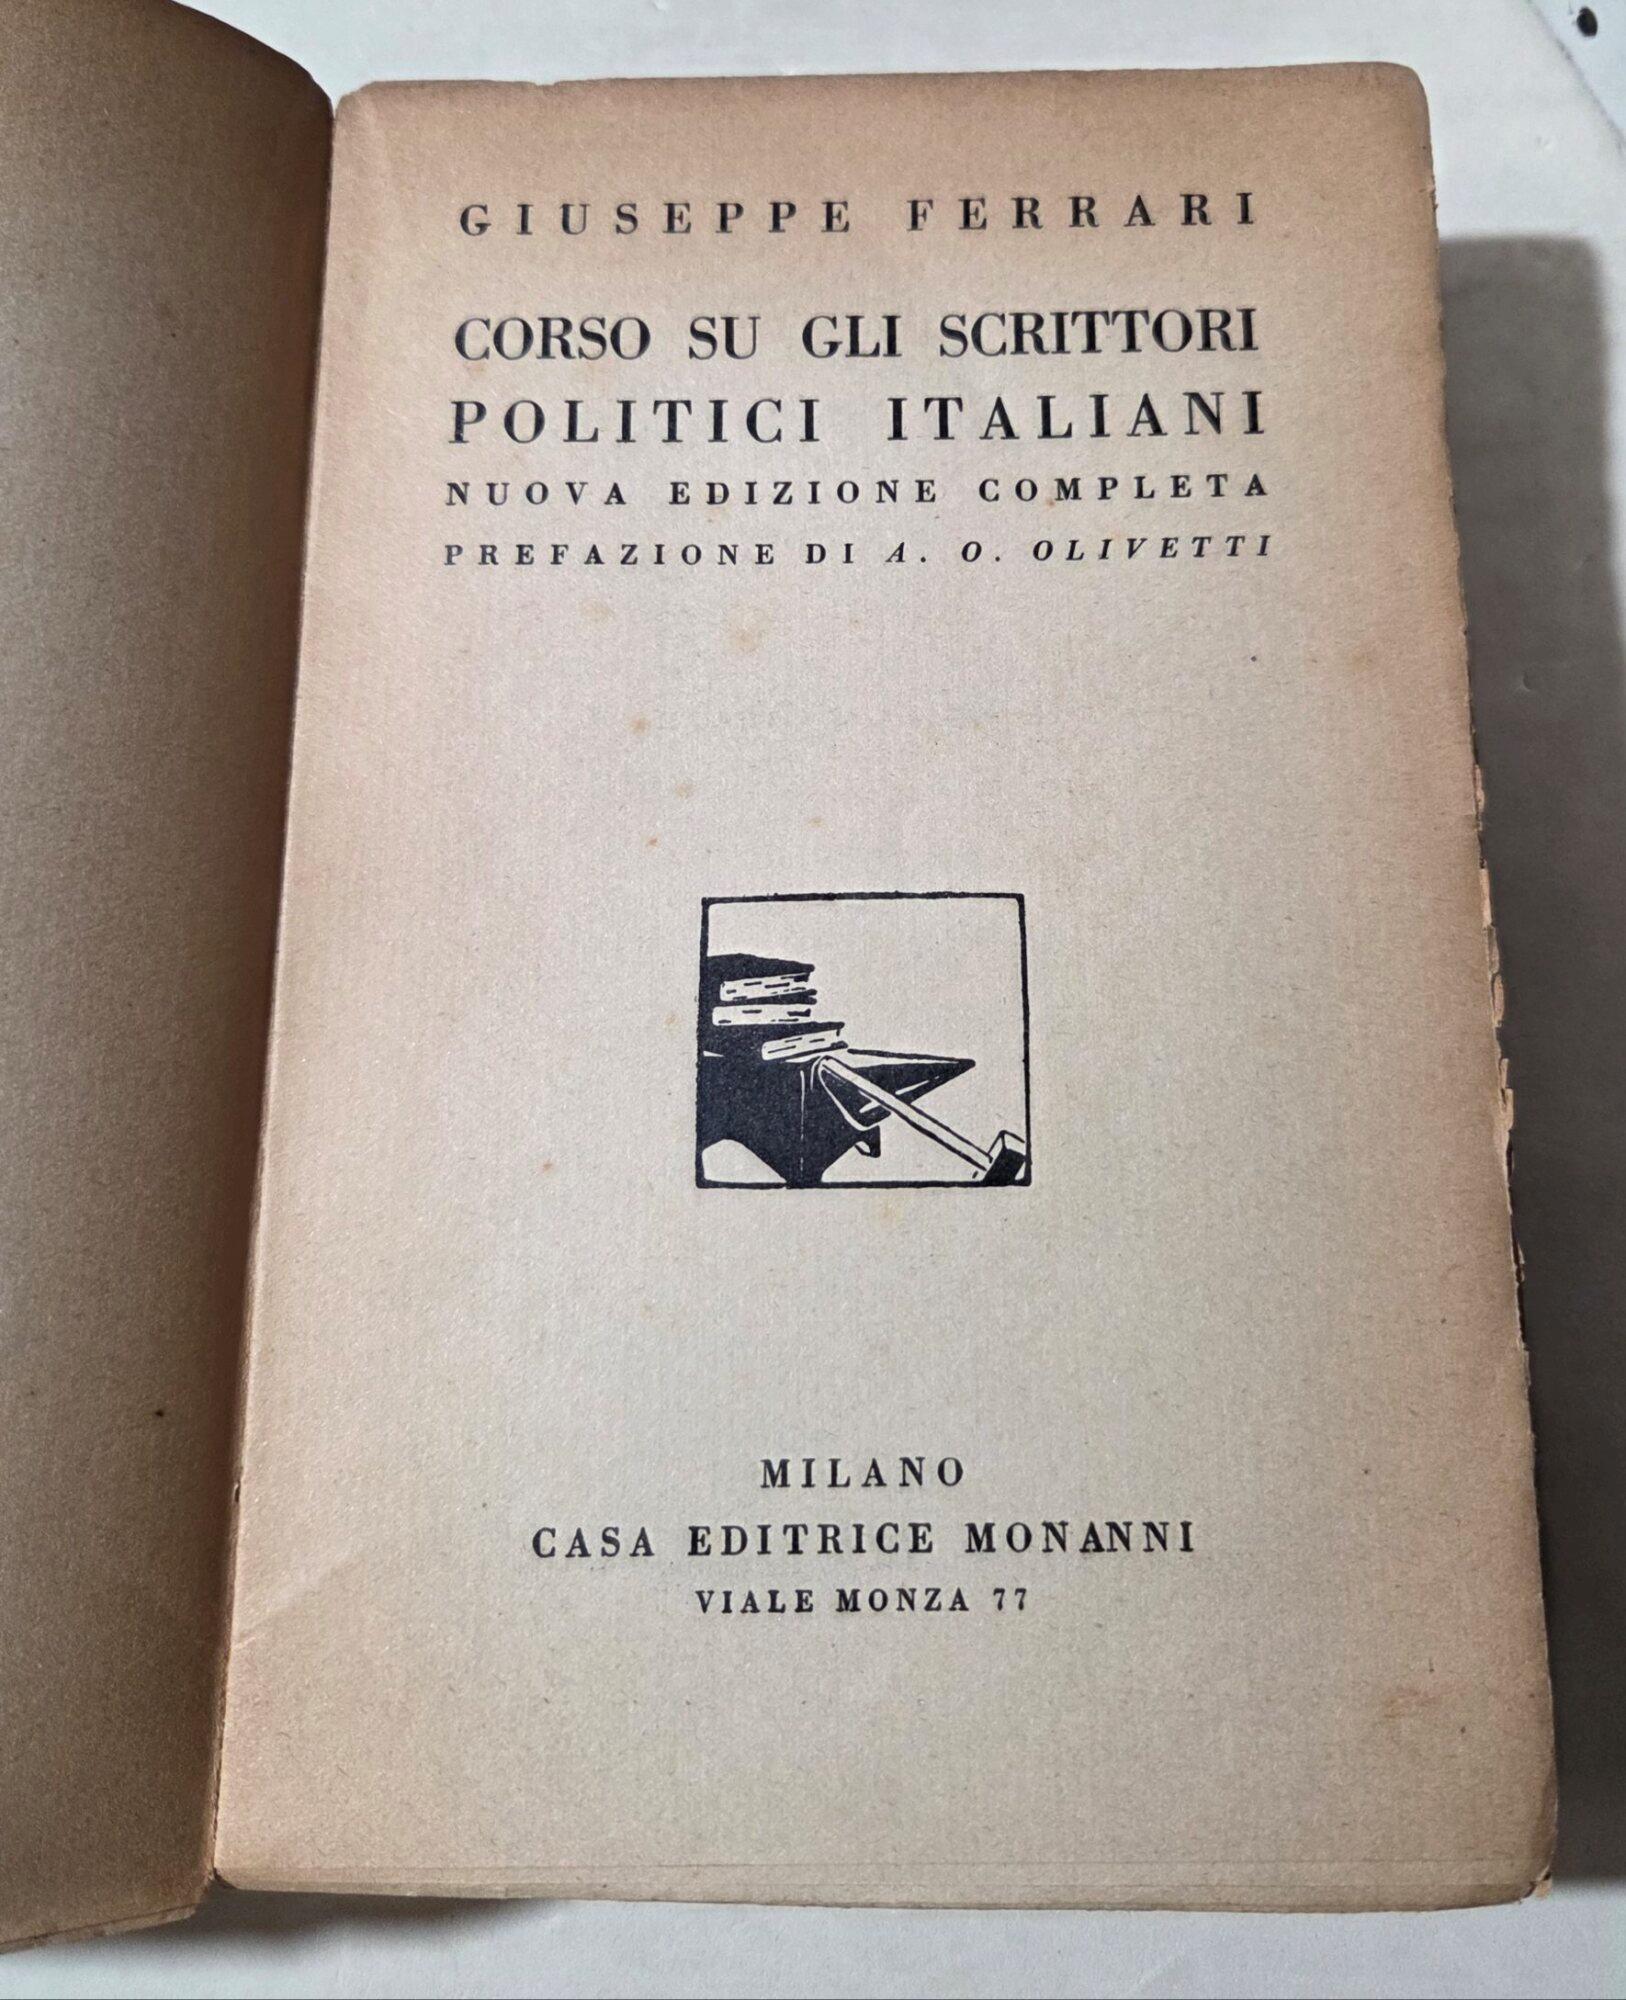 GIUSEPPE FERRARI
CORSO SU GLI SCRITTORI
POLITICI ITALIANI
NUOVA EDIZIONE COMPLETA
PREFAZIONE DI A. O. OLIVETTI
MILANO
CASA EDITRICE MONANNI
VIALE MONZA 77